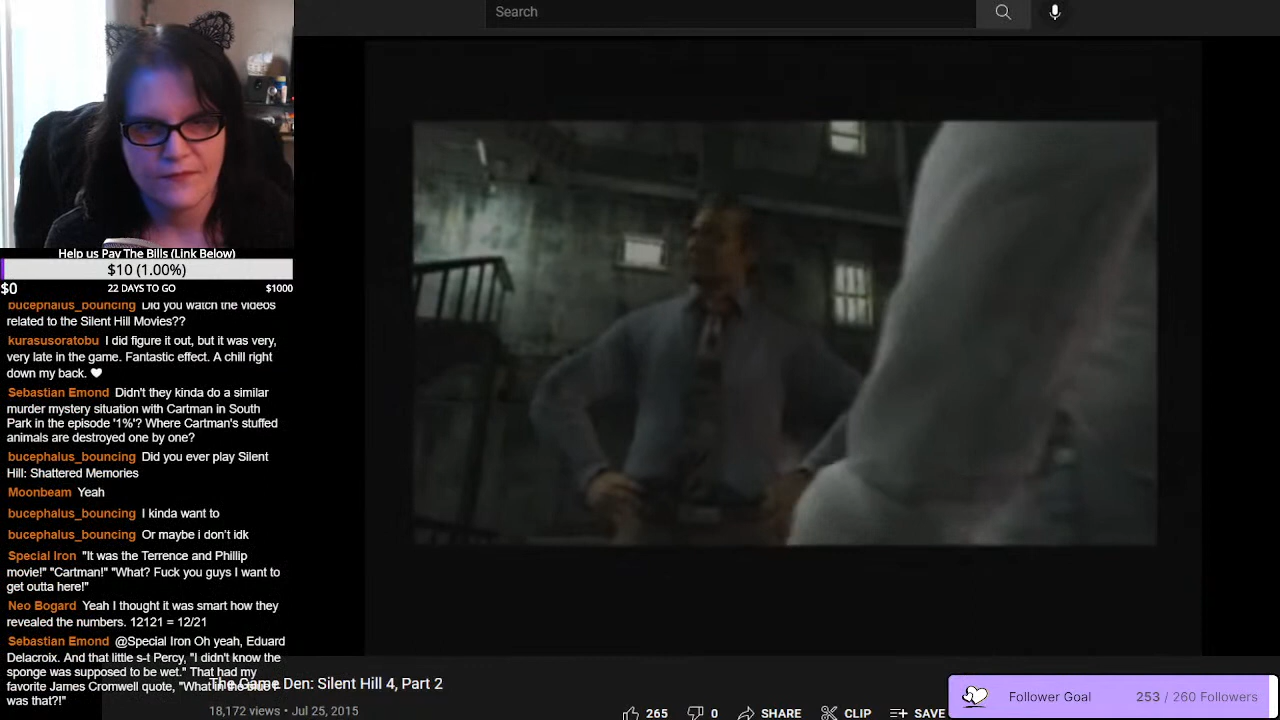 Search
Help us Pay The Bills (Link Below)
$10 (1.00%)
$0 22 DAYS TO GO $1000
bucephalus_bouncing Did you watch the videos
related to the Silent Hill Movies??
kurasusoratobu I did figure it out, but it was very,
very late in the game. Fantastic effect. A chill right
down my back. ❤
Sebastian Emond Didn't they kinda do a similar
murder mystery situation with Cartman in South
Park in the episode '1%'? Where Cartman's stuffed
animals are destroyed one by one?
bucephalus_bouncing Did you ever play Silent
Hill: Shattered Memories
Moonbeam Yeah
bucephalus_bouncing I kinda want to
bucephalus_bouncing Or maybe i don't idk
Special Iron "It was the Terrence and Phillip
movie!" "Cartman!" "What? Fuck you guys I want to
get outta here!"
Neo Bogard Yeah I thought it was smart how they
revealed the numbers. 12121 = 12/21
Sebastian Emond @Special Iron Oh yeah, Eduard
Delacroix. And that little s-t Percy, "I didn't know the
sponge was supposed to be wet." That had my
favorite James Cromwell quote, "What in the
was that?!"
The Game Den: Silent Hill 4, Part 2
18,172 views • Jul 25, 2015
265 0 SHARE CLIP SAVE
Follower Goal 253 / 260 Followers